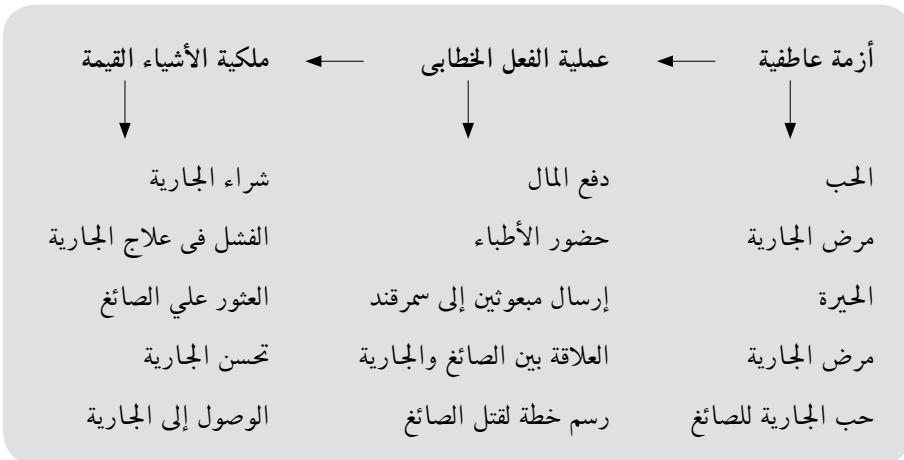 أزمة عاطفية عملية الفعل الخطابى ملكية الأشياء القيمة
الحب دفع المال شراء الجارية
مرض الجارية حضور الأطباء الفشل فى علاج الجارية
الحيرة إرسال مبعوثين إلى سمرقند العثور علي الصائغ
مرض الجارية العلاقة بين الصائغ والجارية تحسن الجارية
حب الجارية للصائغ رسم خطة لقتل الصائغ الوصول إلى الجارية